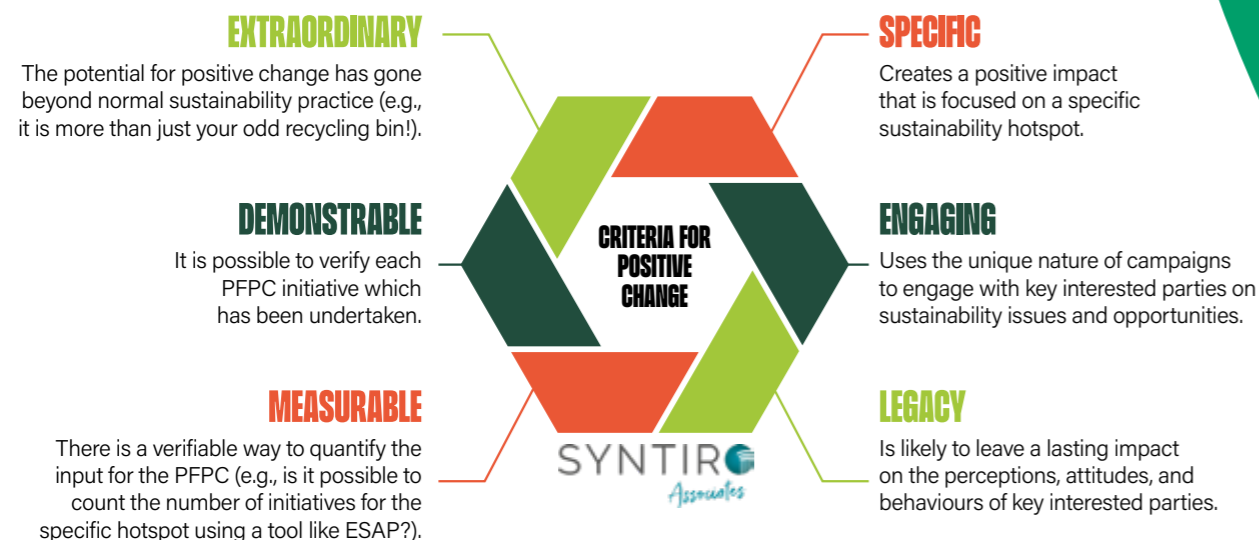 EXTRAORDINARY
The potential for positive change has gone
beyond normal sustainability practice (e.g.,
it is more than just your odd recycling bin!).
DEMONSTRABLE
It is possible to verify each
PFPC initiative which
has been undertaken.
MEASURABLE
There is a verifiable way to quantify the
input for the PFPC (e.g., is it possible to
count the number of initiatives for the
specific hotspot using a tool like ESAP?).
CRITERIA FOR
POSITIVE
CHANGE
SYNTIRO
Associates
SPECIFIC
Creates a positive impact
that is focused on a specific
sustainability hotspot.
ENGAGING
Uses the unique nature of campaigns
to engage with key interested parties on
sustainability issues and opportunities.
LEGACY
Is likely to leave a lasting impact
on the perceptions, attitudes, and
behaviours of key interested parties.